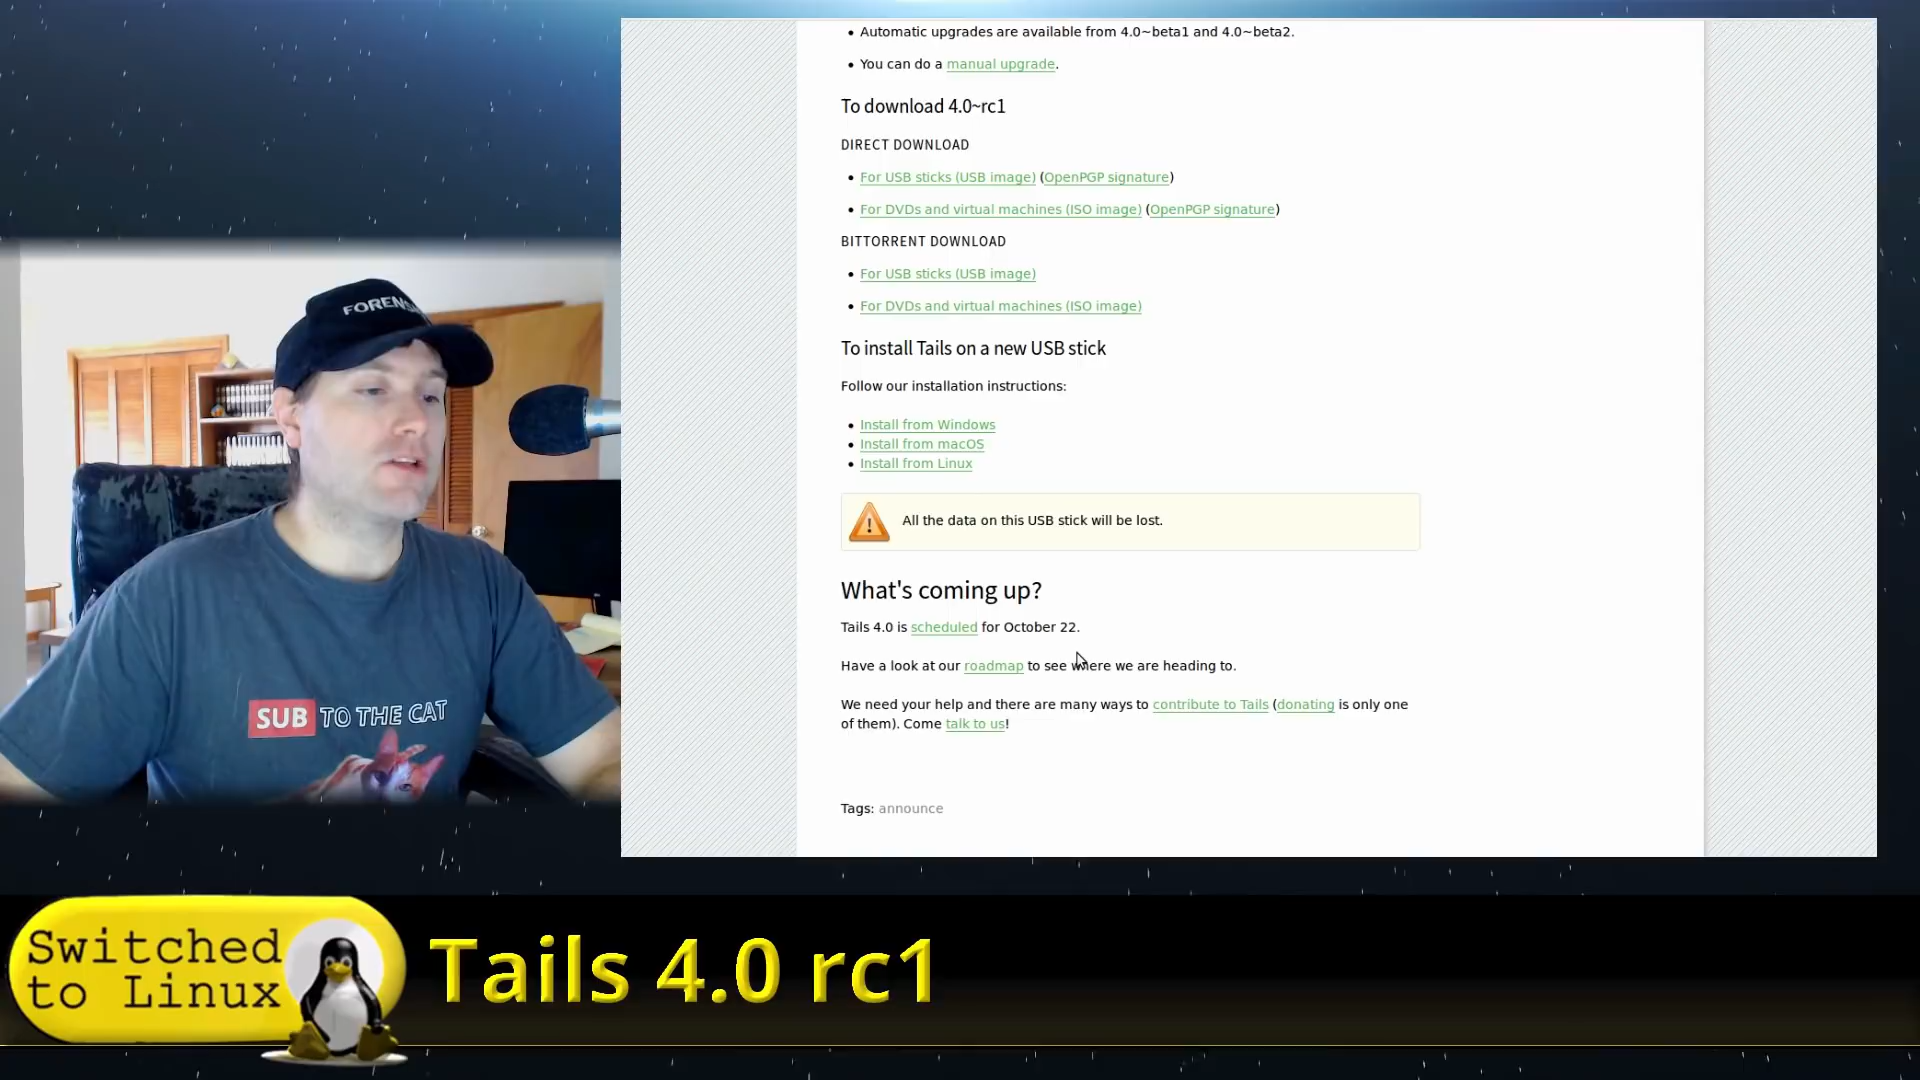 Automatic upgrades are available from 4.0~beta1 and 4.0~beta2.
You can do a manual upgrade.
To download 4.0~rc1
DIRECT DOWNLOAD
For USB sticks (USB image) (OpenPGP signature)
For DVDs and virtual machines (ISO image) (OpenPGP signature)
BITTORRENT DOWNLOAD
For USB sticks (USB image)
For DVDs and virtual machines (ISO image)
To install Tails on a new USB stick
Follow our installation instructions:
Install from Windows
Install from macOS
Install from Linux
All the data on this USB stick will be lost.
What's coming up?
Tails 4.0 is scheduled for October 22.
Have a look at our roadmap to see where we are heading to.
We need your help and there are many ways to contribute to Tails (donating is only one
of them). Come talk to us!
Tags: announce
SUB TO THE CAT
Switched
to Linux
Tails 4.0 rc1